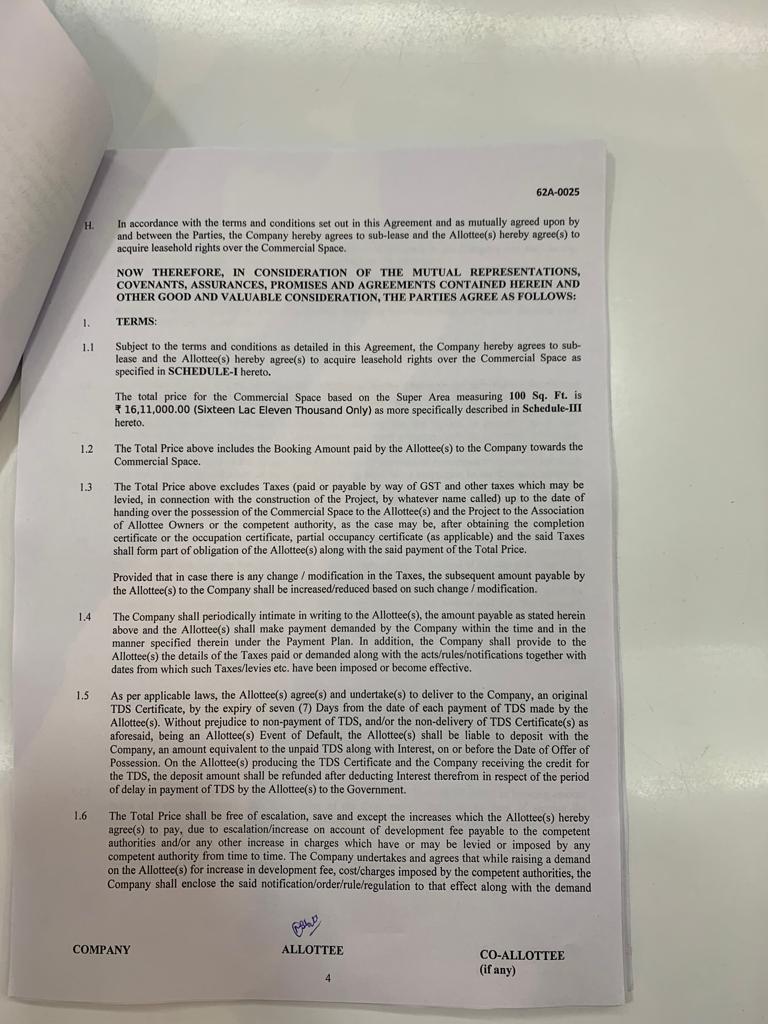 62A-0025
H. In accordance with the terms and conditions set out in this Agreement and as mutually agreed upon by
and between the Parties, the Company hereby agrees to sub-lease and the Allottee(s) hereby agree(s) to
acquire leasehold rights over the Commercial Space.
NOW THEREFORE, IN CONSIDERATION OF THE MUTUAL REPRESENTATIONS,
COVENANTS, ASSURANCES, PROMISES AND AGREEMENTS CONTAINED HEREIN AND
OTHER GOOD AND VALUABLE CONSIDERATION, THE PARTIES AGREE AS FOLLOWS:
1. TERMS:
1.1 Subject to the terms and conditions as detailed in this Agreement, the Company hereby agrees to sub-
lease and the Allottee(s) hereby agree(s) to acquire leasehold rights over the Commercial Space as
specified in SCHEDULE-I hereto.
The total price for the Commercial Space based on the Super Area measuring 100 Sq. Ft. is
₹ 16,11,000.00 (Sixteen Lac Eleven Thousand Only) as more specifically described in Schedule-III
hereto.
1.2 The Total Price above includes the Booking Amount paid by the Allottee(s) to the Company towards the
Commercial Space.
1.3 The Total Price above excludes Taxes (paid or payable by way of GST and other taxes which may be
levied, in connection with the construction of the Project, by whatever name called) up to the date of
handing over the possession of the Commercial Space to the Allottee(s) and the Project to the Association
of Allottee Owners or the competent authority, as the case may be, after obtaining the completion
certificate or the occupation certificate, partial occupancy certificate (as applicable) and the said Taxes
shall form part of obligation of the Allottee(s) along with the said payment of the Total Price.
Provided that in case there is any change / modification in the Taxes, the subsequent amount payable by
the Allottee(s) to the Company shall be increased/reduced based on such change / modification.
1.4 The Company shall periodically intimate in writing to the Allottee(s), the amount payable as stated herein
above and the Allottee(s) shall make payment demanded by the Company within the time and in the
manner specified therein under the Payment Plan. In addition, the Company shall provide to the
Allottee(s) the details of the Taxes paid or demanded along with the acts/rules/notifications together with
dates from which such Taxes/levies etc. have been imposed or become effective.
1.5 As per applicable laws, the Allottee(s) agree(s) and undertake(s) to deliver to the Company, an original
TDS Certificate, by the expiry of seven (7) Days from the date of each payment of TDS made by the
Allottee(s). Without prejudice to non-payment of TDS, and/or the non-delivery of TDS Certificate(s) as
aforesaid, being an Allottee(s) Event of Default, the Allottee(s) shall be liable to deposit with the
Company, an amount equivalent to the unpaid TDS along with Interest, on or before the Date of Offer of
Possession. On the Allottee(s) producing the TDS Certificate and the Company receiving the credit for
the TDS, the deposit amount shall be refunded after deducting Interest therefrom in respect of the period
of delay in payment of TDS by the Allottee(s) to the Government.
1.6 The Total Price shall be free of escalation, save and except the increases which the Allottee(s) hereby
agree(s) to pay, due to escalation/increase on account of development fee payable to the competent
authorities and/or any other increase in charges which have or may be levied or imposed by any
competent authority from time to time. The Company undertakes and agrees that while raising a demand
on the Allottee(s) for increase in development fee, cost/charges imposed by the competent authorities, the
Company shall enclose the said notification/order/rule/regulation to that effect along with the demand
COMPANY ALLOTTEE CO-ALLOTTEE
(if any)
4